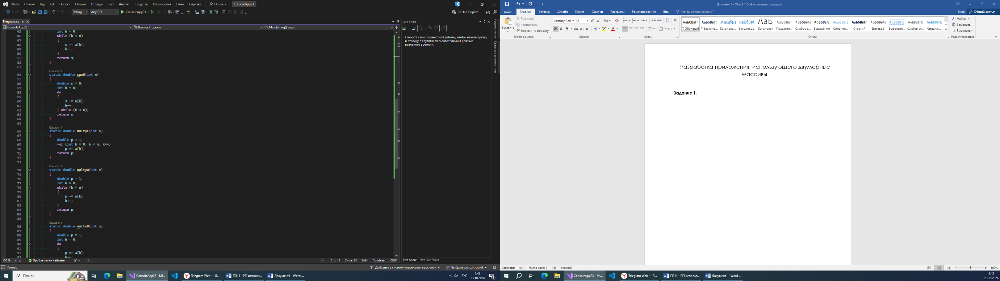 Файл Правка Вид Git Проект Сборка Отладка Тест Анализ Средства Расширения Окно Справка Поиск ConsoleApp23
Debug Any CPU ConsoleApp23 GitHub Copilot
Program.cs
ConsoleApp23 Циклы.Program Main(string[] args)
45 int k = 0;
46 while (k < n)
47 {
48 s += a[k];
49 k++;
50 }
51 return s;
52 }
53
Ссылок: 1
54 static double sumD(int n)
55 {
56 double s = 0;
57 int k = 0;
58 do
59 {
60 s += a[k];
61 k++;
62 } while (k < n);
63 return s;
64 }
65
Ссылок: 1
66 static double multyF(int n)
67 {
68 double p = 1;
69 for (int k = 0; k < n; k++)
70 p *= a[k];
71 return p;
72 }
73
Ссылок: 1
74 static double multyW(int n)
75 {
76 double p = 1;
77 int k = 0;
78 while (k < n)
79 {
80 p *= a[k];
81 k++;
82 }
83 return p;
84 }
85
Ссылок: 1
86 static double multyD(int n)
87 {
88 double p = 1;
89 int k = 0;
90 do
91 {
92 p *= a[k];
93 k++;
100 % Проблемы не найдены. Стр: 16 Симв: 65 ЗАМ Пробелы CRLF
Live Share
Начните сеанс совместной работы, чтобы начать правку
и отладку с другими пользователями в режиме
реального времени.
Live Share Чат Live Share
Уведомления
Средства диагностики
Готово Добавить в систему управления версиями Выбрать репозиторий
Поиск ConsoleApp23 - Mi... Telegram Web — Я... П314 - РП использ... Документ1 - Word ... РУС 8:42
23.10.2024
Документ1 - Word (Сбой активации продукта)
Файл Главная Вставка Дизайн Макет Ссылки Рассылки Рецензирование Вид Что вы хотите сделать? Вход Общий доступ
Вставить
Вырезать
Копировать
Формат по образцу
Буфер обмена
Century Gotl 12
Ж К Ч abc x₂ x²
Шрифт
Абзац
АаБбВвГг, АаБбВвГг, АаБбВв АаБбВвГ Аab АаБбВвГ АаБбВвГг АаБбВвГг АаБбВвГг АаБбВвГг, АаБбВвГг АаБбВвГг АаБбВвГг, АаБбВвГг,
¶ Обычный ¶ Без инте... Заголово... Заголово... Заголовок Подзагол... Слабое в... Выделение Сильное... Строгий Цитата 2 Выделенн... Слабая сс... Сильная...
Стили
Найти
Заменить
Выделить
Редактирование
Разработка приложения, использующего двумерные
массивы.
Задание 1.
Страница 1 из 1 Число слов: 7 русский 100%
ConsoleApp23 - Mi... Telegram Web — Я... П314 - РП использ... Документ1 - Word ... 8:42
23.10.2024